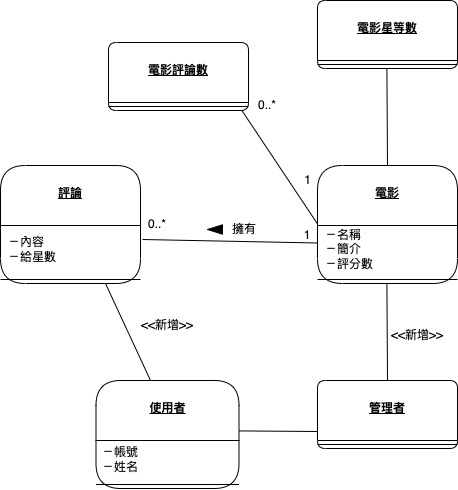 電影星等數
電影評論數
0..*
1
評論
－內容
－給星數
0..*
擁有
1
電影
－名稱
－簡介
－評分數
<<新增>>
<<新增>>
使用者
－帳號
－姓名
管理者